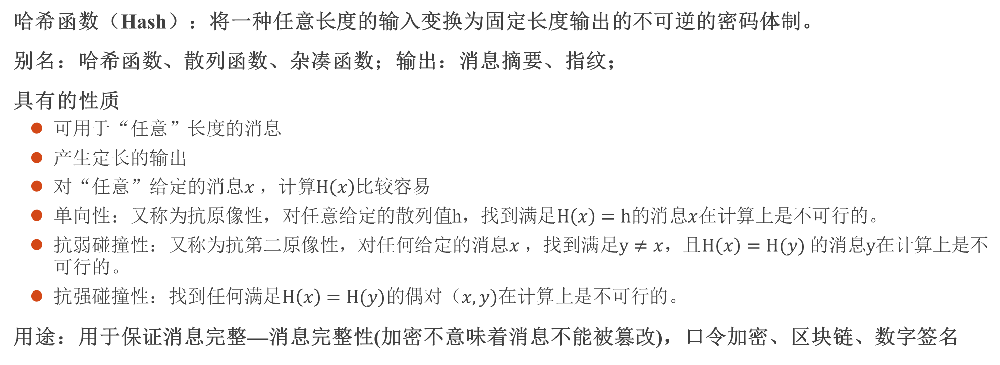 哈希函数（Hash）：将一种任意长度的输入变换为固定长度输出的不可逆的密码体制。
别名：哈希函数、散列函数、杂凑函数；输出：消息摘要、指纹；
具有的性质
● 可用于“任意”长度的消息
● 产生定长的输出
● 对“任意”给定的消息x，计算H(x)比较容易
● 单向性：又称为抗原像性，对任意给定的散列值h，找到满足H(x) = h的消息x在计算上是不可行的。
● 抗弱碰撞性：又称为抗第二原像性，对任何给定的消息x，找到满足y ≠ x，且H(x) = H(y) 的消息y在计算上是不
可行的。
● 抗强碰撞性：找到任何满足H(x) = H(y)的偶对（x, y)在计算上是不可行的。
用途：用于保证消息完整—消息完整性(加密不意味着消息不能被篡改)，口令加密、区块链、数字签名